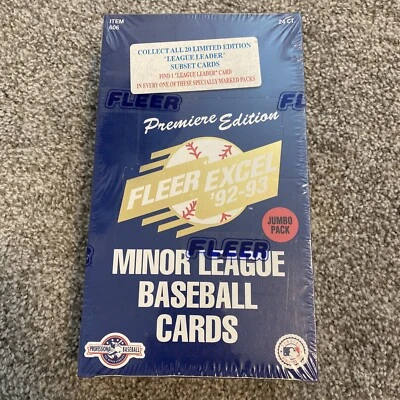 ITEM
606
24 CT
COLLECT ALL 20 LIMITED EDITION
"LEAGUE LEADER"
SUBSET CARDS
FIND 1 "LEAGUE LEADER" CARD
IN EVERY ONE OF THESE SPECIALLY MARKED PACKS
FLEER
FLEER
Premiere Edition
FLEER EXCEL
'92-93
JUMBO
PACK
FLEER
MINOR LEAGUE
BASEBALL
CARDS
PROFESSIONAL
BASEBALL